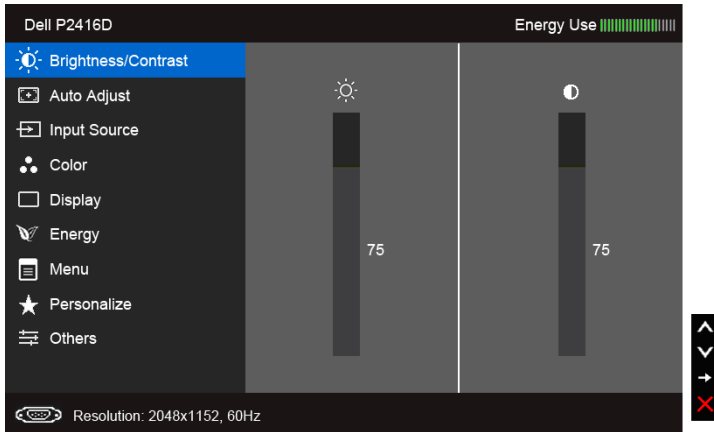 Dell P2416D
Energy Use
Brightness/Contrast
Auto Adjust
Input Source
Color
Display
Energy
Menu
Personalize
Others
75
75
Resolution: 2048x1152, 60Hz